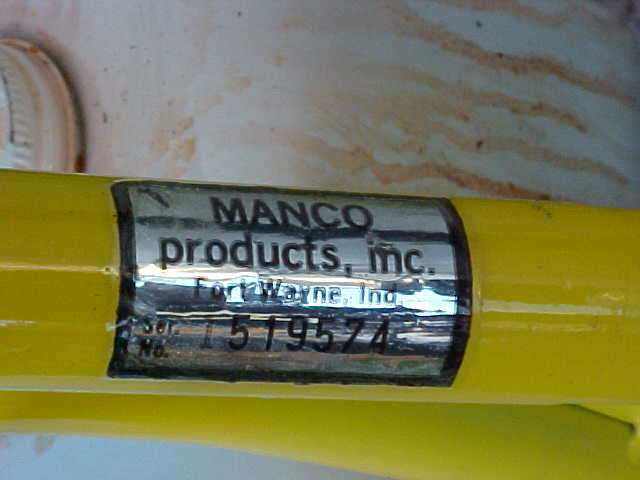 MANCO
products, inc.
Fort Wayne, Ind
Ser. No. 1519574